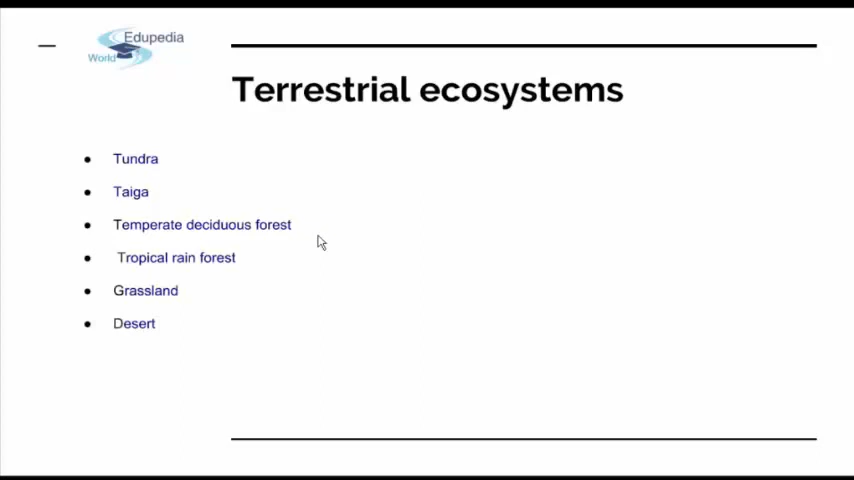 Edupedia
World
Terrestrial ecosystems
● Tundra
● Taiga
● Temperate deciduous forest
● Tropical rain forest
● Grassland
● Desert